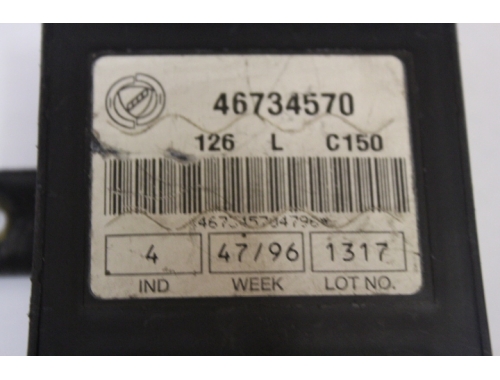 46734570
126 L C150
4 47/96 1317
IND WEEK LOT NO.